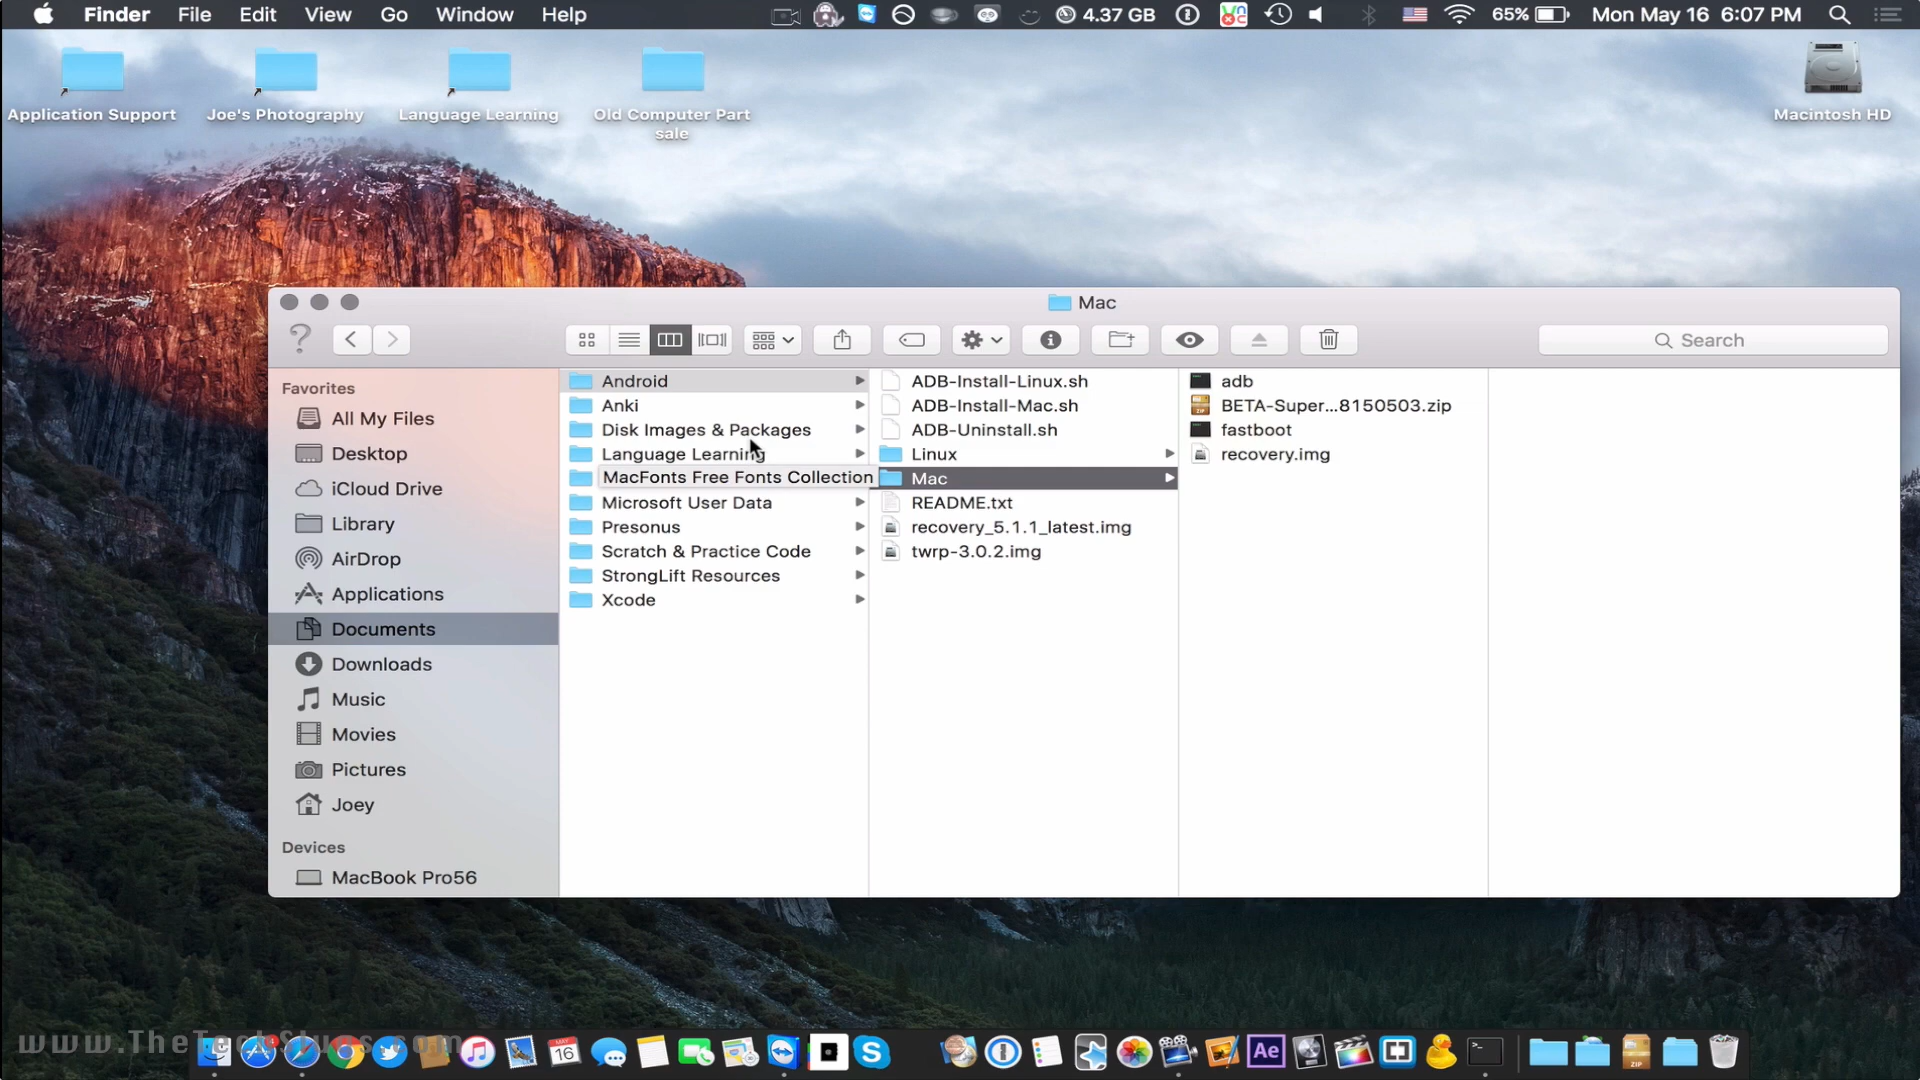 Finder File Edit View Go Window Help 4.37 GB 65% Mon May 16 6:07 PM
Application Support
Joe's Photography
Language Learning
Old Computer Part
sale
Macintosh HD
Mac
Search
Favorites
All My Files
Desktop
iCloud Drive
Library
AirDrop
Applications
Documents
Downloads
Music
Movies
Pictures
Joey
Devices
MacBook Pro56
Android
Anki
Disk Images & Packages
Language Learning
MacFonts Free Fonts Collection
Microsoft User Data
Presonus
Scratch & Practice Code
StrongLift Resources
Xcode
ADB-Install-Linux.sh
ADB-Install-Mac.sh
ADB-Uninstall.sh
Linux
Mac
README.txt
recovery_5.1.1_latest.img
twrp-3.0.2.img
adb
BETA-Super...8150503.zip
fastboot
recovery.img
MAY
16
Ae
ZIP